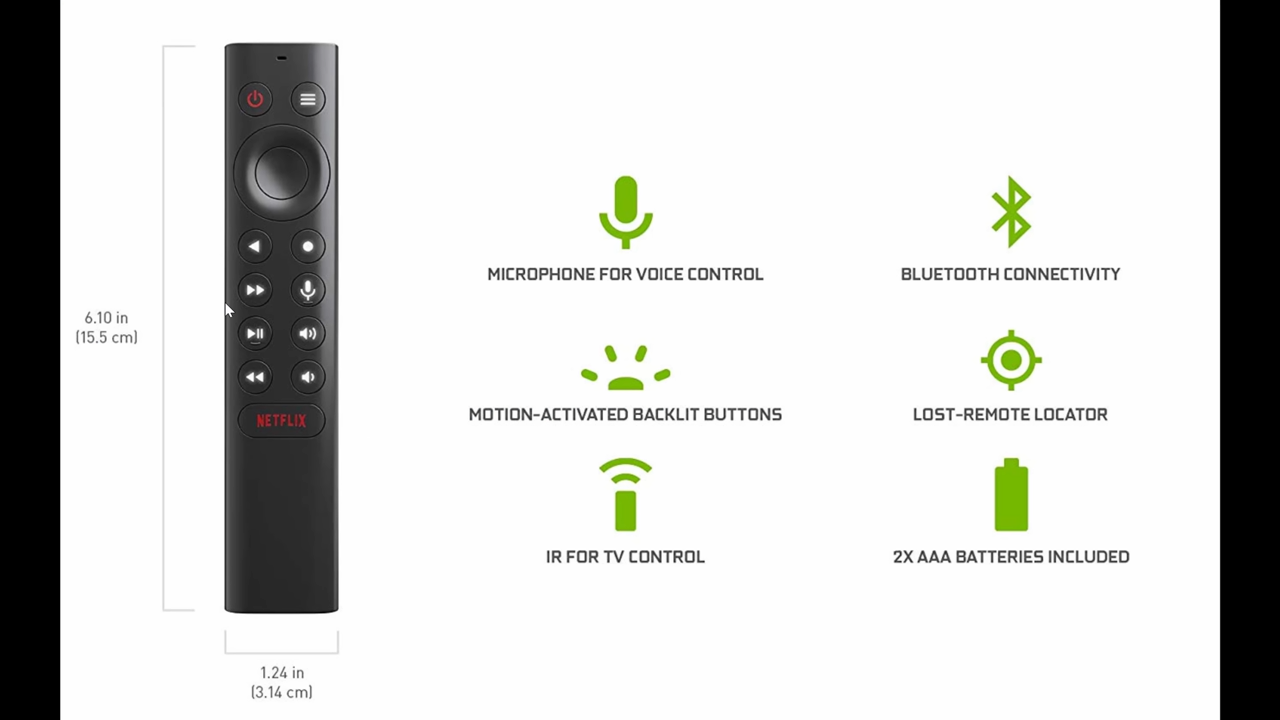 NETFLIX
6.10 in
(15.5 cm)
1.24 in
(3.14 cm)
MICROPHONE FOR VOICE CONTROL
BLUETOOTH CONNECTIVITY
MOTION-ACTIVATED BACKLIT BUTTONS
LOST-REMOTE LOCATOR
IR FOR TV CONTROL
2X AAA BATTERIES INCLUDED